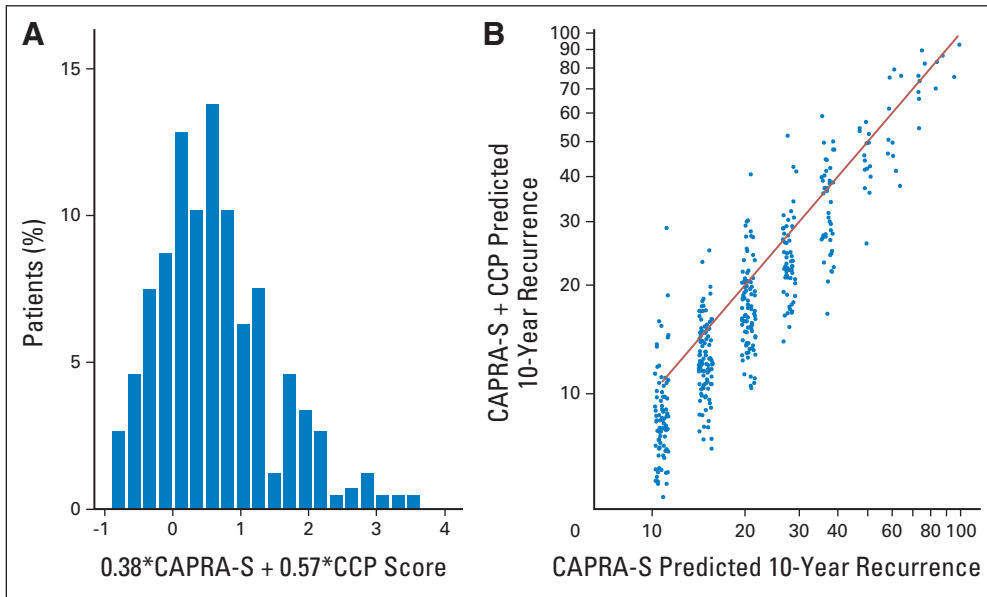 A
15
10
5
0
Patients (%)
-1 0 1 2 3 4
0.38*CAPRA-S + 0.57*CCP Score
B
100
90
80
70
60
50
40
30
20
10
CAPRA-S + CCP Predicted
10-Year Recurrence
0 10 20 30 40 60 80 100
CAPRA-S Predicted 10-Year Recurrence